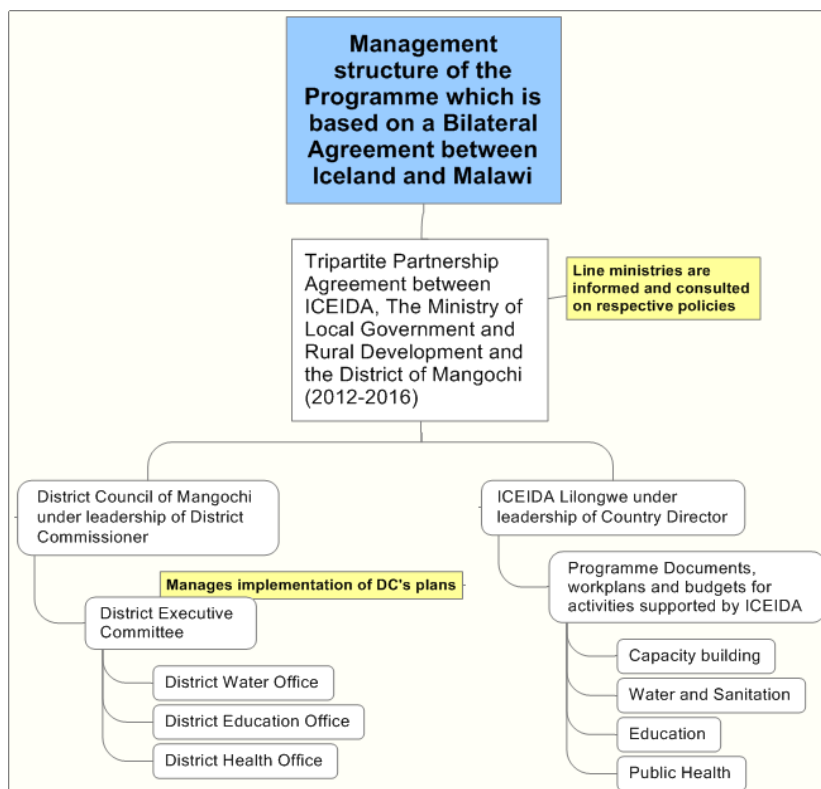 Management
structure of the
Programme which is
based on a Bilateral
Agreement between
Iceland and Malawi
Tripartite Partnership
Agreement between
ICEIDA, The Ministry of
Local Government and
Rural Development and
the District of Mangochi
(2012-2016)
Line ministries are
informed and consulted
on respective policies
District Council of Mangochi
under leadership of District
Commissioner
Manages implementation of DC's plans
District Executive
Committee
District Water Office
District Education Office
District Health Office
ICEIDA Lilongwe under
leadership of Country Director
Programme Documents,
workplans and budgets for
activities supported by ICEIDA
Capacity building
Water and Sanitation
Education
Public Health